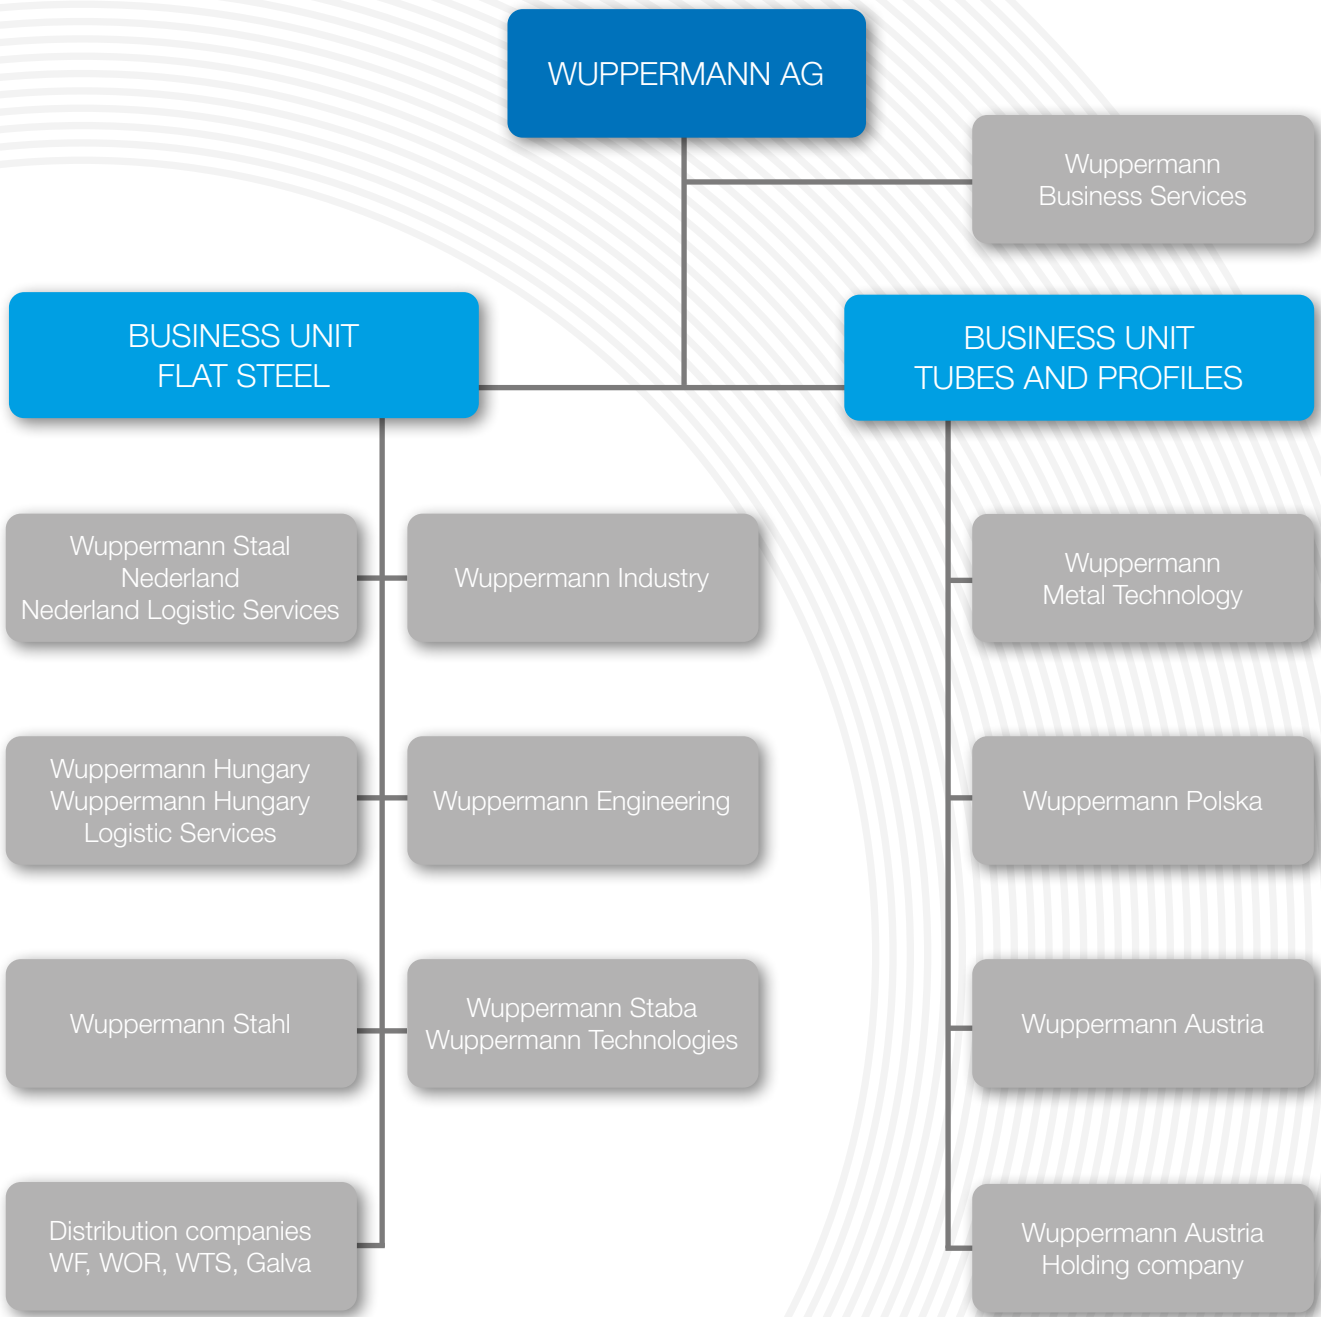 WUPPERMANN AG
Wuppermann
Business Services
BUSINESS UNIT
FLAT STEEL
BUSINESS UNIT
TUBES AND PROFILES
Wuppermann Staal
Nederland
Nederland Logistic Services
Wuppermann Industry
Wuppermann
Metal Technology
Wuppermann Hungary
Wuppermann Hungary
Logistic Services
Wuppermann Engineering
Wuppermann Polska
Wuppermann Stahl
Wuppermann Staba
Wuppermann Technologies
Wuppermann Austria
Distribution companies
WF, WOR, WTS, Galva
Wuppermann Austria
Holding company